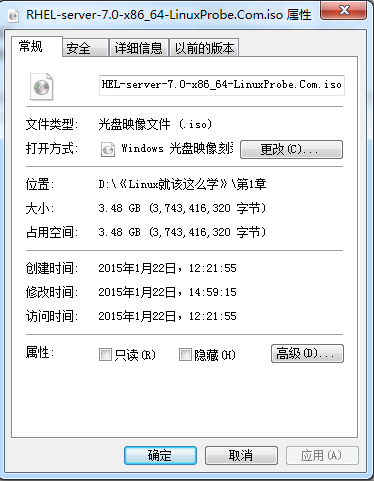 RHEL-server-7.0-x86_64-LinuxProbe.Com.iso 属性
常规 安全 详细信息 以前的版本
HEL-server-7.0-x86_64-LinuxProbe.Com.iso
文件类型: 光盘映像文件 (.iso)
打开方式: Windows 光盘映像刻录 更改(C)...
位置: D:\《Linux就该这么学》\第1章
大小: 3.48 GB (3,743,416,320 字节)
占用空间: 3.48 GB (3,743,416,320 字节)
创建时间: 2015年1月22日，12:21:55
修改时间: 2015年1月22日，14:59:15
访问时间: 2015年1月22日，12:21:55
属性: 只读(R) 隐藏(H) 高级(D)...
确定 取消 应用(A)